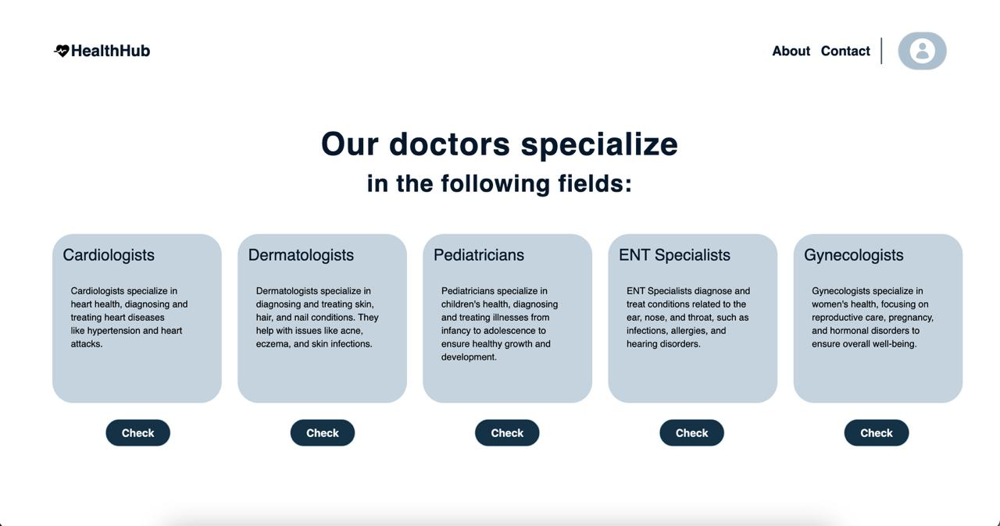 HealthHub
About Contact
Our doctors specialize
in the following fields:
Cardiologists
Cardiologists specialize in
heart health, diagnosing and
treating heart diseases
like hypertension and heart
attacks.
Check
Dermatologists
Dermatologists specialize in
diagnosing and treating skin,
hair, and nail conditions. They
help with issues like acne,
eczema, and skin infections.
Check
Pediatricians
Pediatricians specialize in
children's health, diagnosing
and treating illnesses from
infancy to adolescence to
ensure healthy growth and
development.
Check
ENT Specialists
ENT Specialists diagnose and
treat conditions related to the
ear, nose, and throat, such as
infections, allergies, and
hearing disorders.
Check
Gynecologists
Gynecologists specialize in
women's health, focusing on
reproductive care, pregnancy,
and hormonal disorders to
ensure overall well-being.
Check